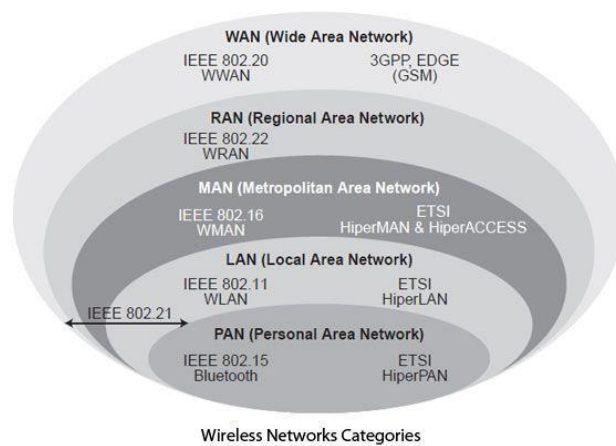 WAN (Wide Area Network)
IEEE 802.20 3GPP, EDGE
WWAN (GSM)
RAN (Regional Area Network)
IEEE 802.22
WRAN
MAN (Metropolitan Area Network)
IEEE 802.16 ETSI
WMAN HiperMAN & HiperACCESS
LAN (Local Area Network)
IEEE 802.11 ETSI
WLAN HiperLAN
IEEE 802.21
PAN (Personal Area Network)
IEEE 802.15 ETSI
Bluetooth HiperPAN
Wireless Networks Categories